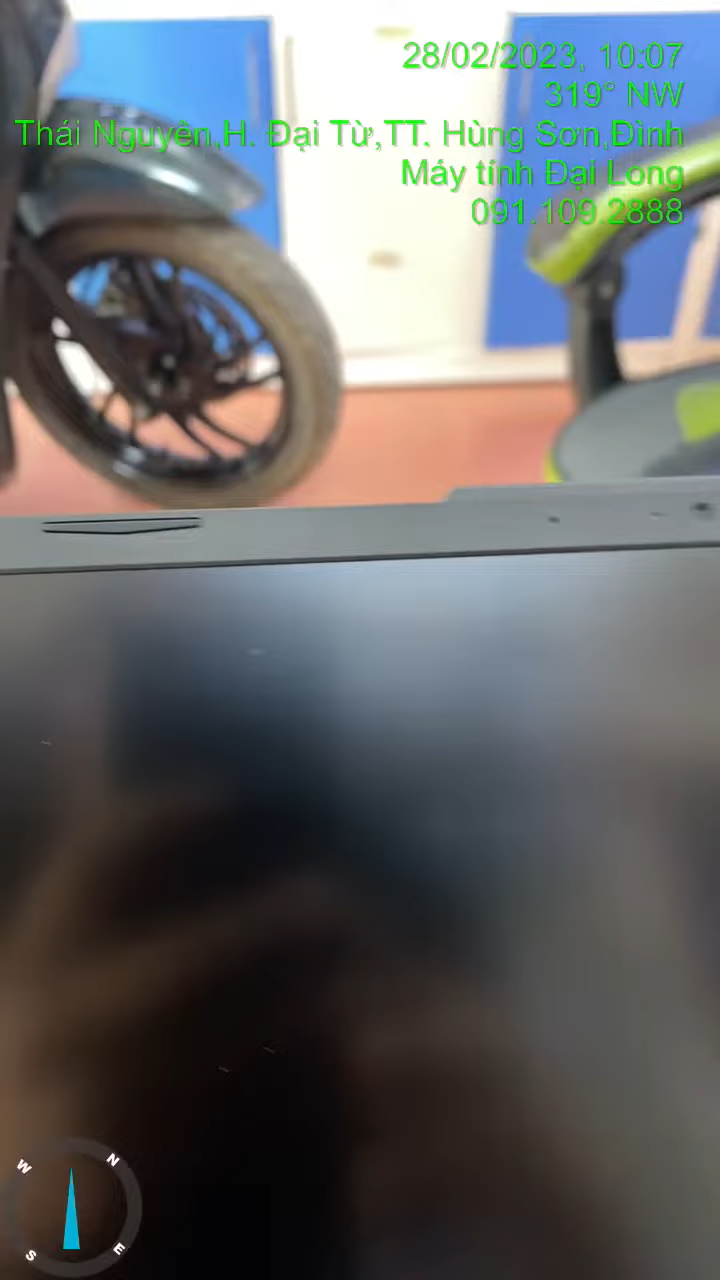 28/02/2023, 10:07
319° NW
Thái Nguyên,H. Đại Từ,TT. Hùng Sơn,Đình
Máy tính Đại Long
091.109.2888
W
N
S
E